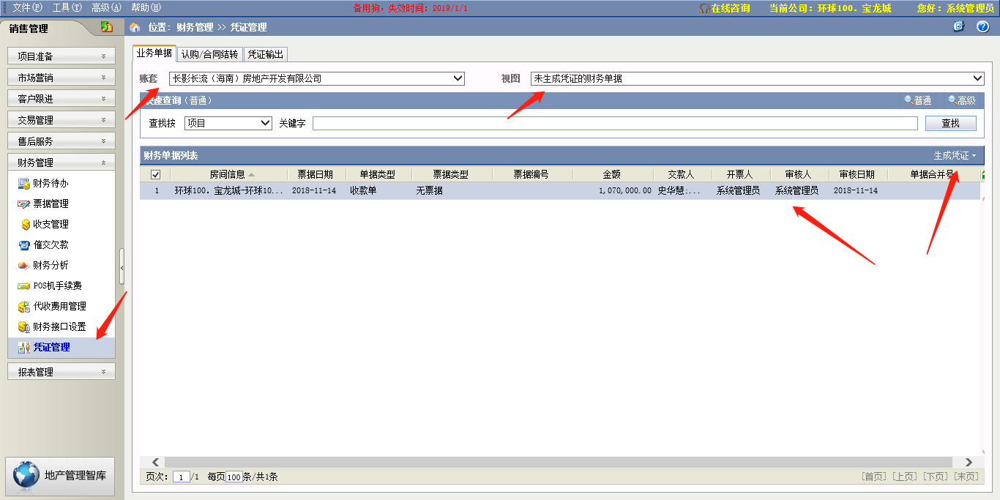 文件(F) 工具(T) 高级(A) 帮助(H) 备用狗，失效时间：2019/1/1 在线咨询 当前公司：环球100．宝龙城 您好：系统管理员
销售管理
位置：财务管理 >> 凭证管理
项目准备
市场营销
客户跟进
交易管理
售后服务
财务管理
财务待办
票据管理
收支管理
催交欠款
财务分析
POS机手续费
代收费用管理
财务接口设置
凭证管理
报表管理
地产管理智库
业务单据 认购/合同结转 凭证输出
账套 长影长流（海南）房地产开发有限公司 视图 未生成凭证的财务单据
快速查询（普通） 普通 高级
查找按 项目 关键字 查找
财务单据列表 生成凭证
房间信息 票据日期 单据类型 票据类型 票据编号 金额 交款人 开票人 审核人 审核日期 单据合并号
1 环球100．宝龙城-环球10... 2018-11-14 收款单 无票据 1,070,000.00 史华慧;... 系统管理员 系统管理员 2018-11-14
页次：1/1 每页100条/共1条 [首页] [上页] [下页] [末页]